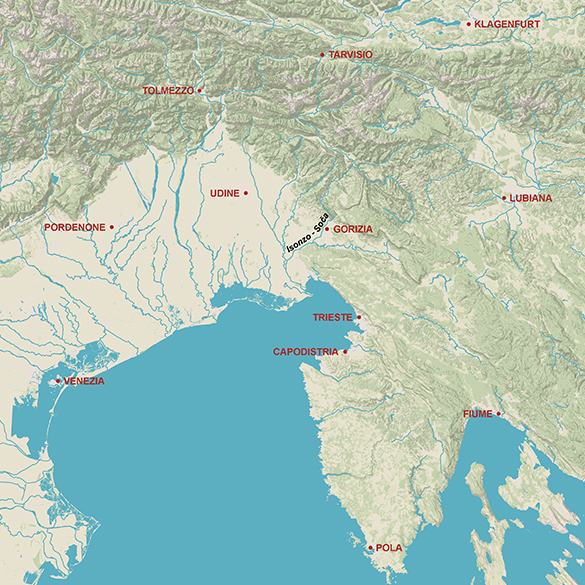 KLAGENFURT
TARVISIO
TOLMEZZO
UDINE
LUBIANA
PORDENONE
Isonzo - Soča
GORIZIA
TRIESTE
CAPODISTRIA
VENEZIA
FIUME
POLA